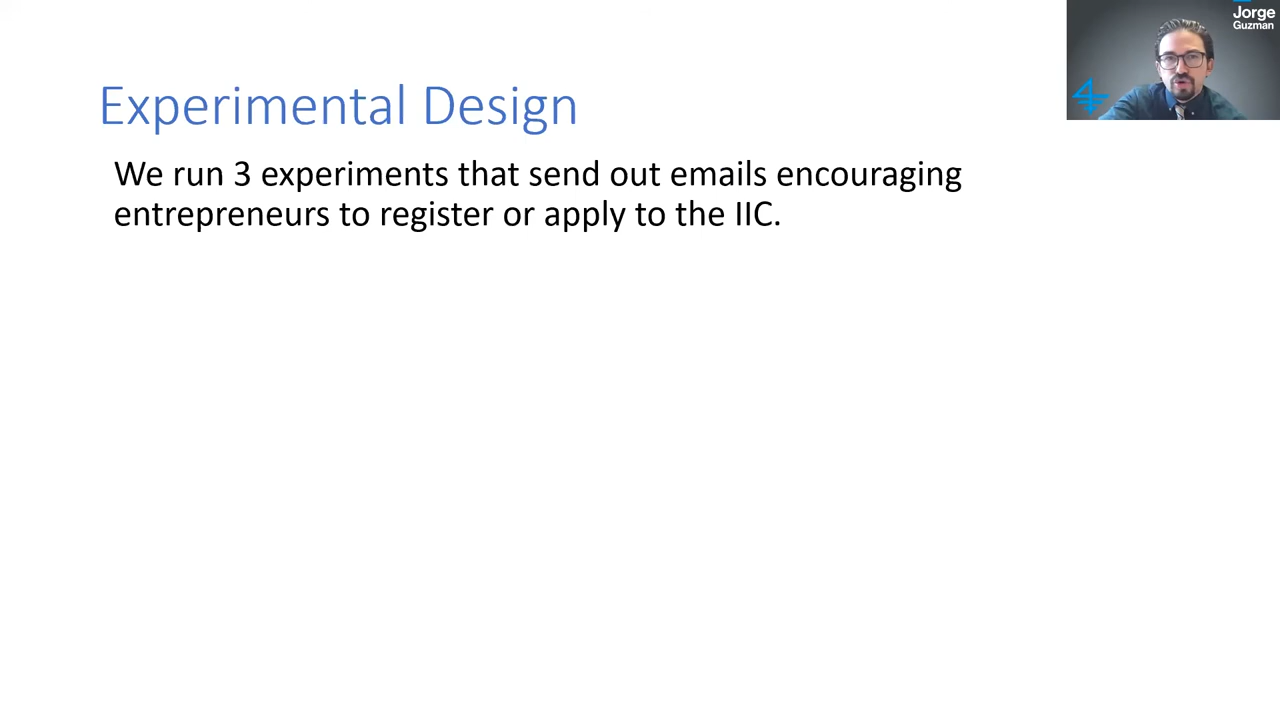 Jorge
Guzman
Experimental Design
We run 3 experiments that send out emails encouraging
entrepreneurs to register or apply to the IIC.